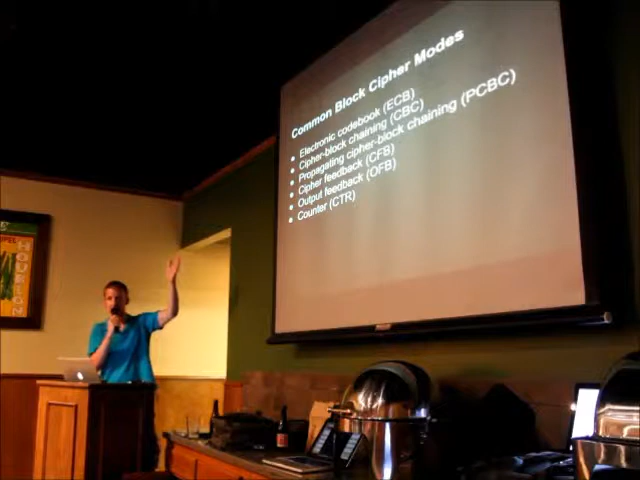 Common Block Cipher Modes
• Electronic codebook (ECB)
• Cipher-block chaining (CBC)
• Propagating cipher-block chaining (PCBC)
• Cipher feedback (CFB)
• Output feedback (OFB)
• Counter (CTR)
HOUBLON